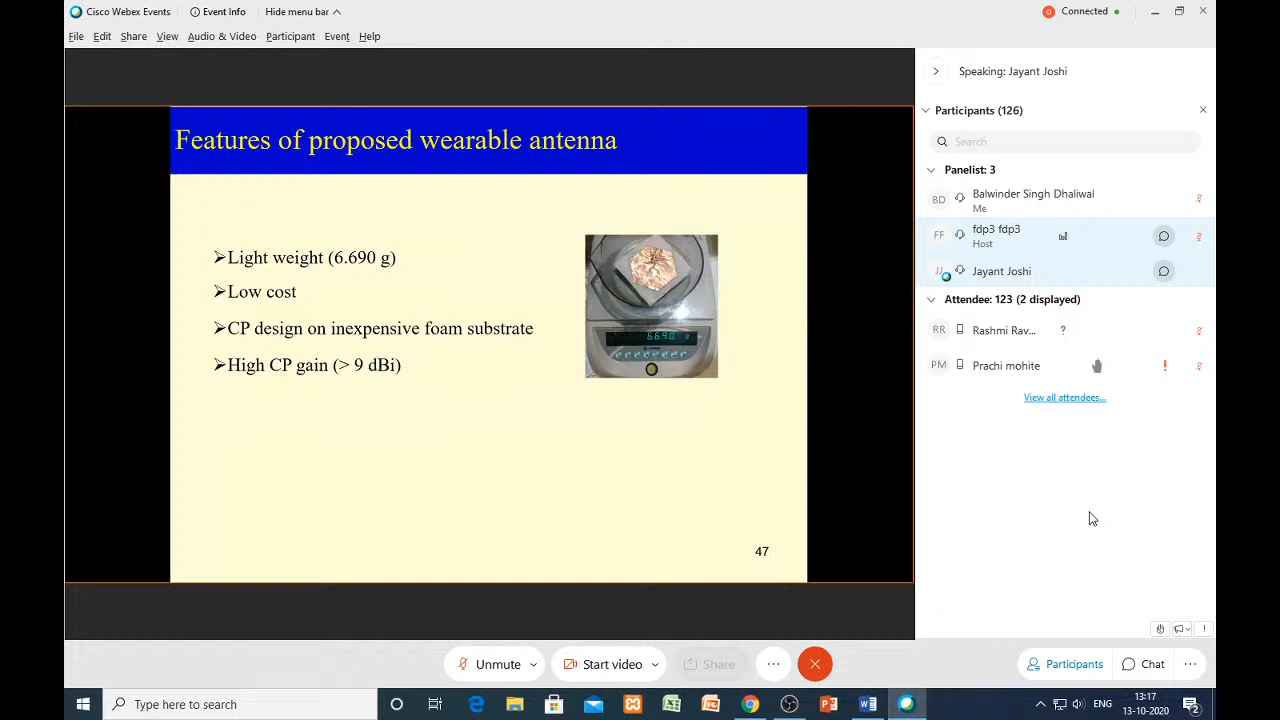 Cisco Webex Events
Event Info
Hide menu bar
Connected
File Edit Share View Audio & Video Participant Event Help
Speaking: Jayant Joshi
Participants (126)
Search
Panelist: 3
BD Balwinder Singh Dhaliwal
Me
FF fdp3 fdp3
Host
JJ Jayant Joshi
Attendee: 123 (2 displayed)
RR Rashmi Rav... ?
PM Prachi mohite
View all attendees...
Features of proposed wearable antenna
➢Light weight (6.690 g)
➢Low cost
➢CP design on inexpensive foam substrate
➢High CP gain (> 9 dBi)
6.690 g
47
Unmute
Start video
Share
Participants
Chat
Type here to search
ENG
13:17
13-10-2020
2